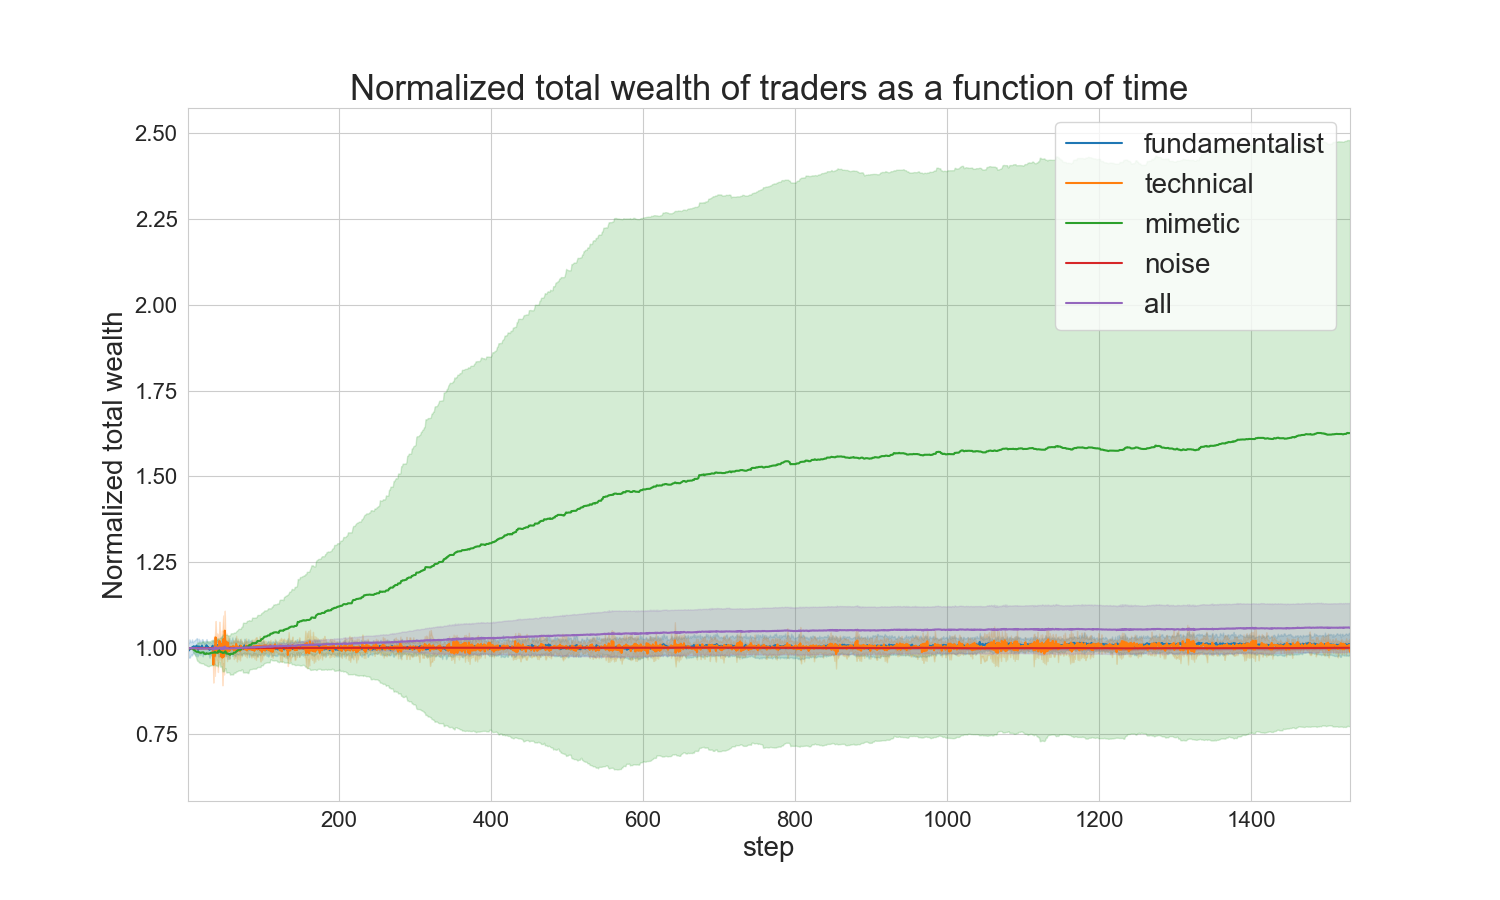 Normalized total wealth of traders as a function of time
2.50
2.25
2.00
1.75
1.50
1.25
1.00
0.75
Normalized total wealth
fundamentalist
technical
mimetic
noise
all
200 400 600 800 1000 1200 1400
step